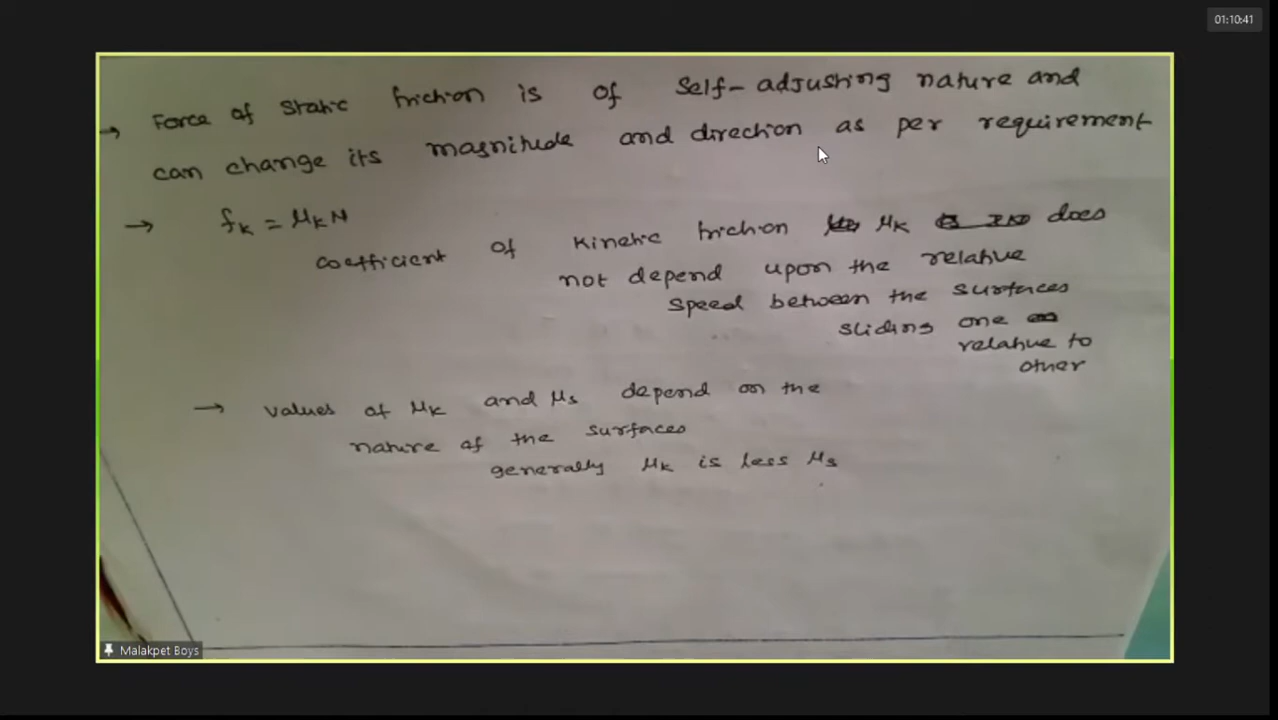 01:10:41
→ Force of static friction is of self-adjusting nature and
can change its magnitude and direction as per requirement
→ fk = μk N
coefficient of kinetic friction μk does
not depend upon the relative
speed between the surfaces
sliding one
relative to
other
→ values of μk and μs depend on the
nature of the surfaces
generally μk is less μs
Malakpet Boys